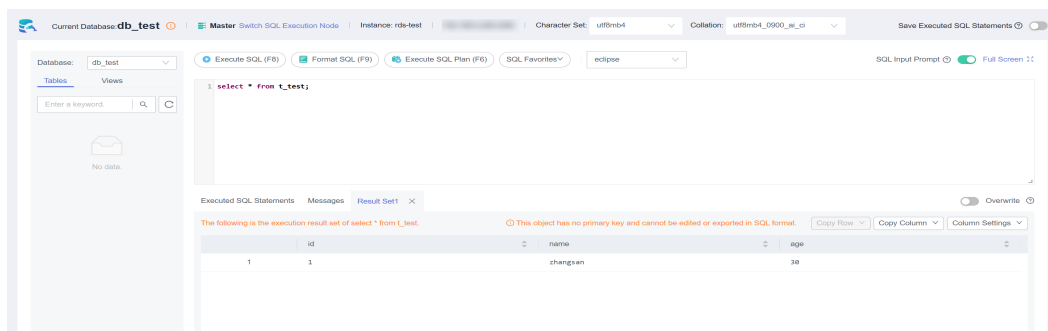 Current Database: db_test Master Switch SQL Execution Node Instance: rds-test Character Set: utf8mb4 Collation: utf8mb4_0900_ai_ci Save Executed SQL Statements
Database: db_test
Execute SQL (F8) Format SQL (F9) Execute SQL Plan (F6) SQL Favorites eclipse SQL Input Prompt Full Screen
Tables Views
Enter a keyword.
No data.
1 select * from t_test;
Executed SQL Statements Messages Result Set1 Overwrite
The following is the execution result set of select * from t_test. This object has no primary key and cannot be edited or exported in SQL format. Copy Row Copy Column Column Settings
id name age
1 1 zhangsan 30